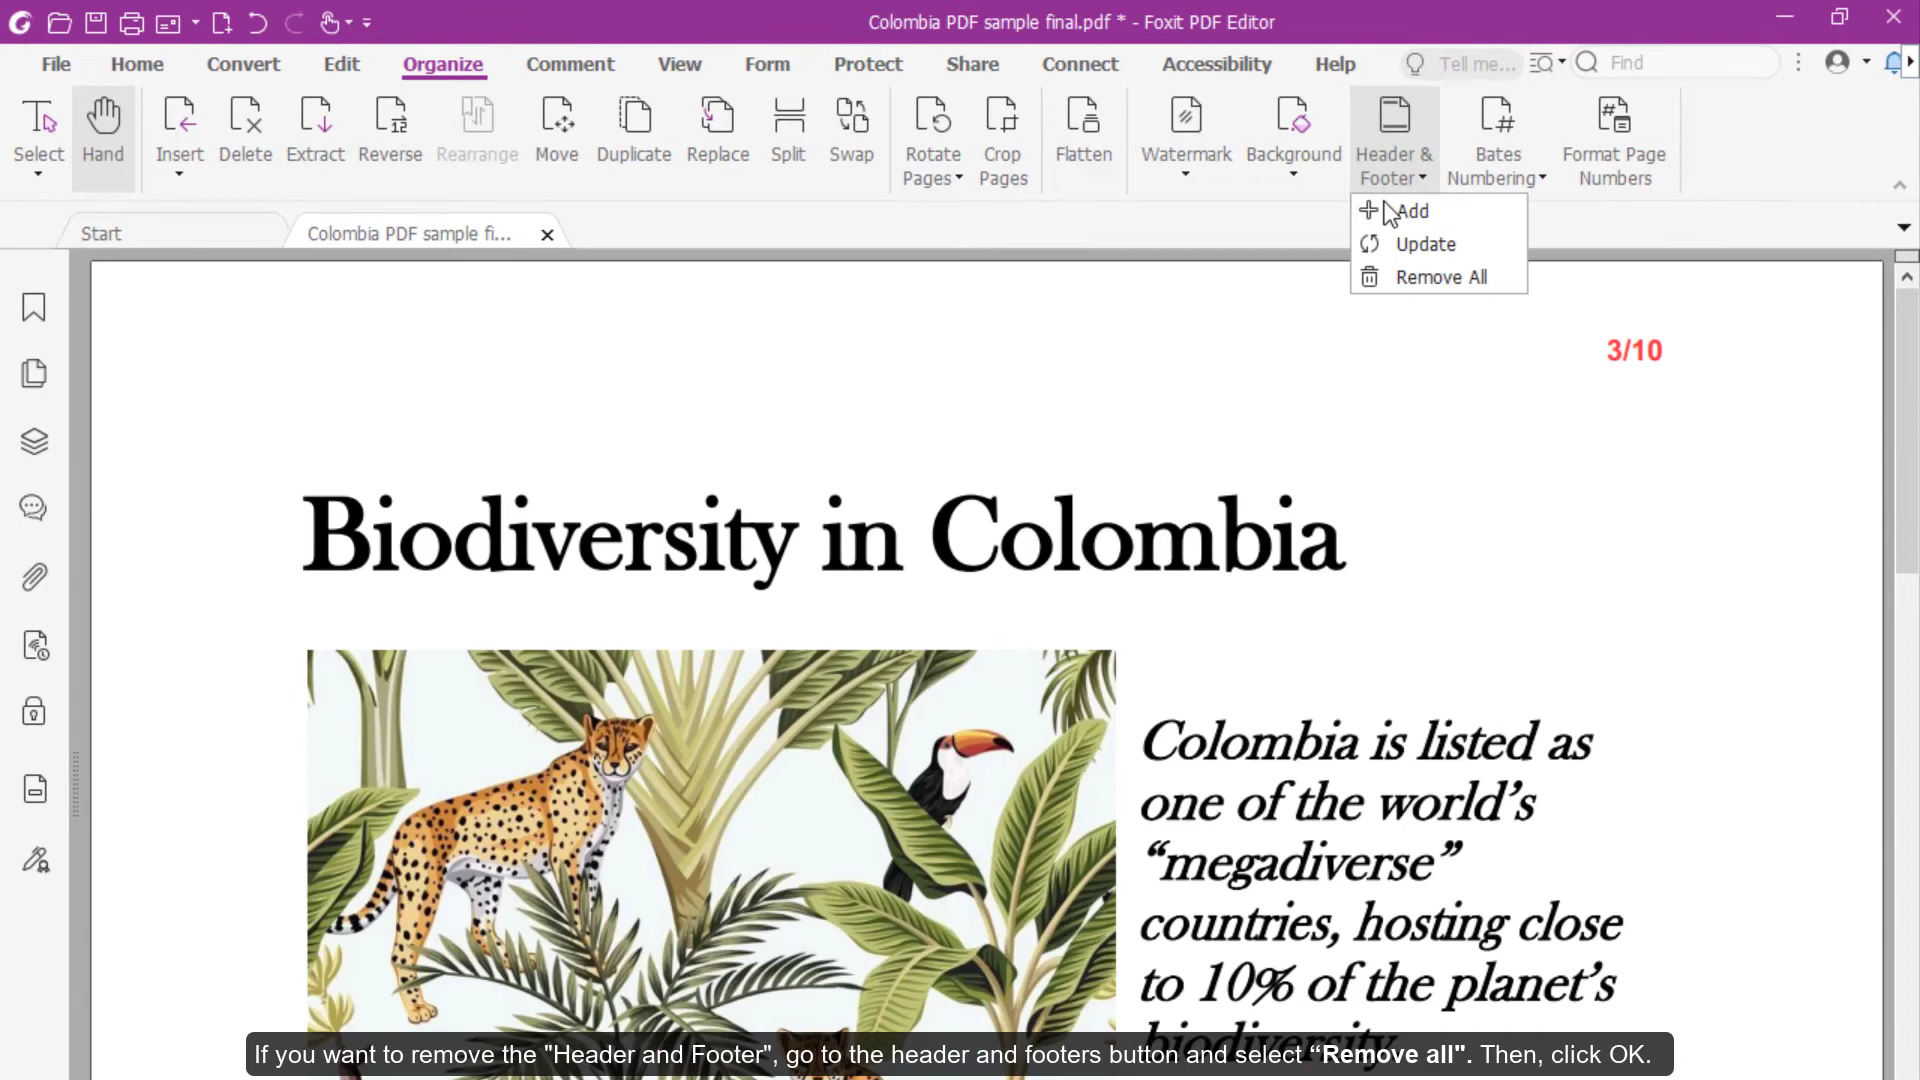 Colombia PDF sample final.pdf * - Foxit PDF Editor
File Home Convert Edit Organize Comment View Form Protect Share Connect Accessibility Help Tell me... Find
Select Hand Insert Delete Extract Reverse Rearrange Move Duplicate Replace Split Swap Rotate Pages Crop Pages Flatten Watermark Background Header & Footer Bates Numbering Format Page Numbers
Add
Update
Remove All
Start Colombia PDF sample fi...
3/10
Biodiversity in Colombia
Colombia is listed as
one of the world’s
“megadiverse”
countries, hosting close
to 10% of the planet’s
biodiversity
If you want to remove the "Header and Footer", go to the header and footers button and select “Remove all". Then, click OK.